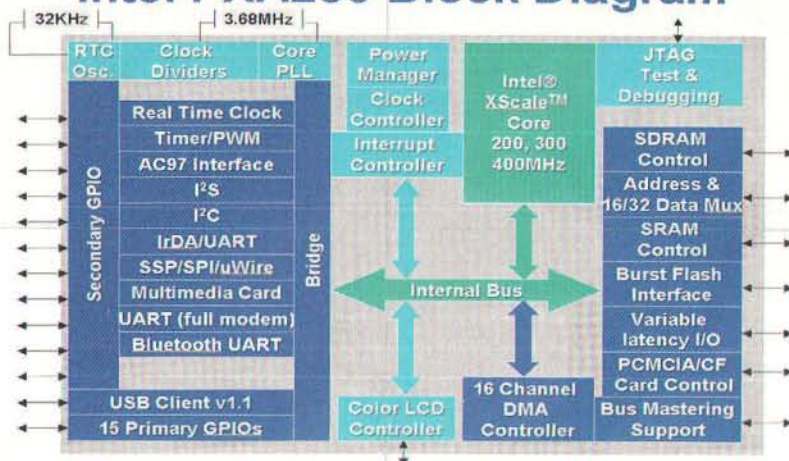 Intel PXA250 Block Diagram
32KHz
3.68MHz
RTC
Osc.
Clock
Dividers
Core
PLL
Power
Manager
Clock
Controller
Interrupt
Controller
Intel®
XScale™
Core
200, 300
400MHz
JTAG
Test &
Debugging
Secondary GPIO
Real Time Clock
Timer/PWM
AC97 Interface
I²S
I²C
IrDA/UART
SSP/SPI/uWire
Multimedia Card
UART (full modem)
Bluetooth UART
Bridge
USB Client v1.1
15 Primary GPIOs
Internal Bus
Color LCD
Controller
16 Channel
DMA
Controller
SDRAM
Control
Address &
16/32 Data Mux
SRAM
Control
Burst Flash
Interface
Variable
latency I/O
PCMCIA/CF
Card Control
Bus Mastering
Support